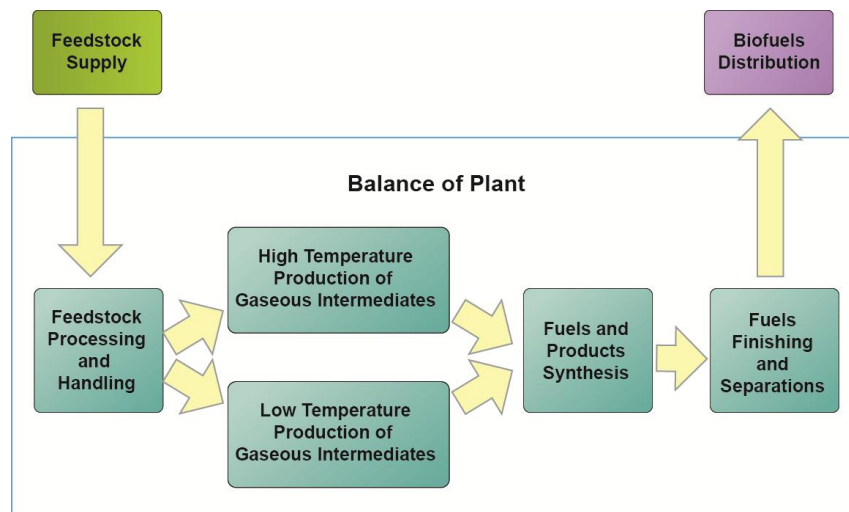 Feedstock
Supply
Biofuels
Distribution
Balance of Plant
High Temperature
Production of
Gaseous Intermediates
Feedstock
Processing
and
Handling
Low Temperature
Production of
Gaseous Intermediates
Fuels and
Products
Synthesis
Fuels
Finishing
and
Separations